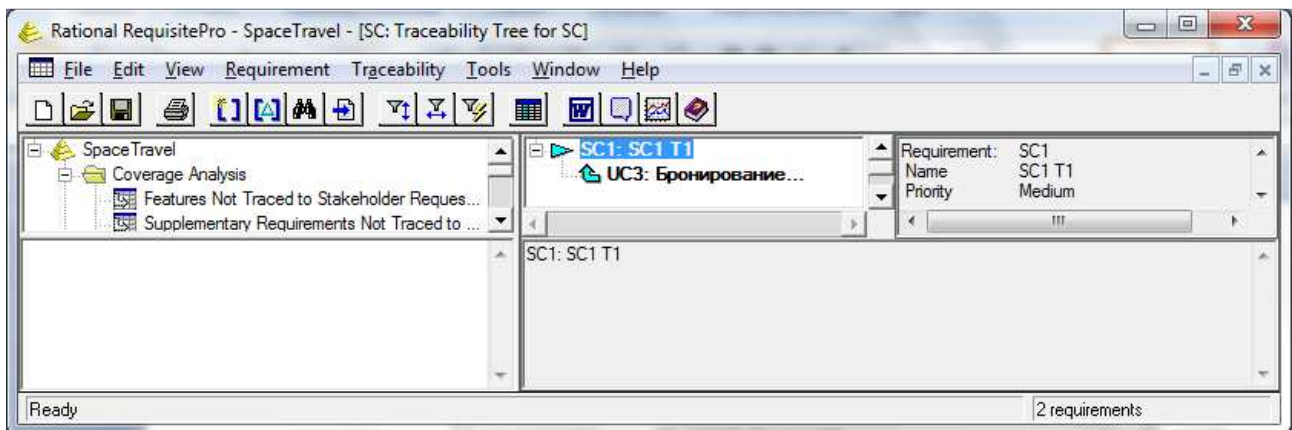 Rational RequisitePro - SpaceTravel - [SC: Traceability Tree for SC]
File Edit View Requirement Traceability Tools Window Help
SpaceTravel
Coverage Analysis
Features Not Traced to Stakeholder Reques...
Supplementary Requirements Not Traced to ...
SC1: SC1 T1
UC3: Бронирование...
Requirement: SC1
Name SC1 T1
Priority Medium
SC1: SC1 T1
Ready
2 requirements